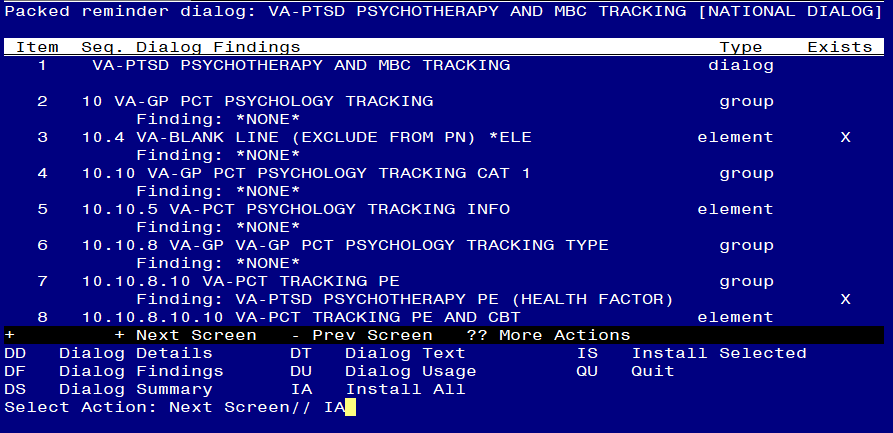 Packed reminder dialog: VA-PTSD PSYCHOTHERAPY AND MBC TRACKING [NATIONAL DIALOG]
Item Seq. Dialog Findings Type Exists
1 VA-PTSD PSYCHOTHERAPY AND MBC TRACKING dialog
2 10 VA-GP PCT PSYCHOLOGY TRACKING group
Finding: *NONE*
3 10.4 VA-BLANK LINE (EXCLUDE FROM PN) *ELE element X
Finding: *NONE*
4 10.10 VA-GP PCT PSYCHOLOGY TRACKING CAT 1 group
Finding: *NONE*
5 10.10.5 VA-PCT PSYCHOLOGY TRACKING INFO element
Finding: *NONE*
6 10.10.8 VA-GP VA-GP PCT PSYCHOLOGY TRACKING TYPE group
Finding: *NONE*
7 10.10.8.10 VA-PCT TRACKING PE group
Finding: VA-PTSD PSYCHOTHERAPY PE (HEALTH FACTOR) X
8 10.10.8.10.10 VA-PCT TRACKING PE AND CBT element
+ + Next Screen - Prev Screen ?? More Actions
DD Dialog Details DT Dialog Text IS Install Selected
DF Dialog Findings DU Dialog Usage QU Quit
DS Dialog Summary IA Install All
Select Action: Next Screen// IA